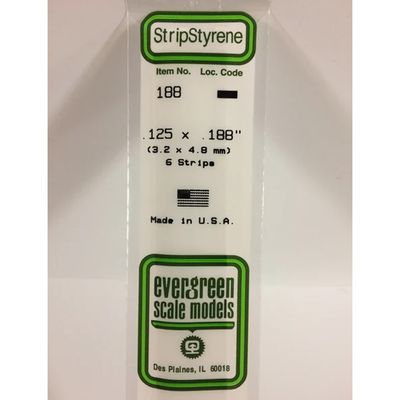 StripStyrene
Item No. Loc. Code
188
.125 x .188"
(3.2 x 4.8 mm)
6 Strips
Made in U.S.A.
evergreen
scale models
Des Plaines, IL 60018